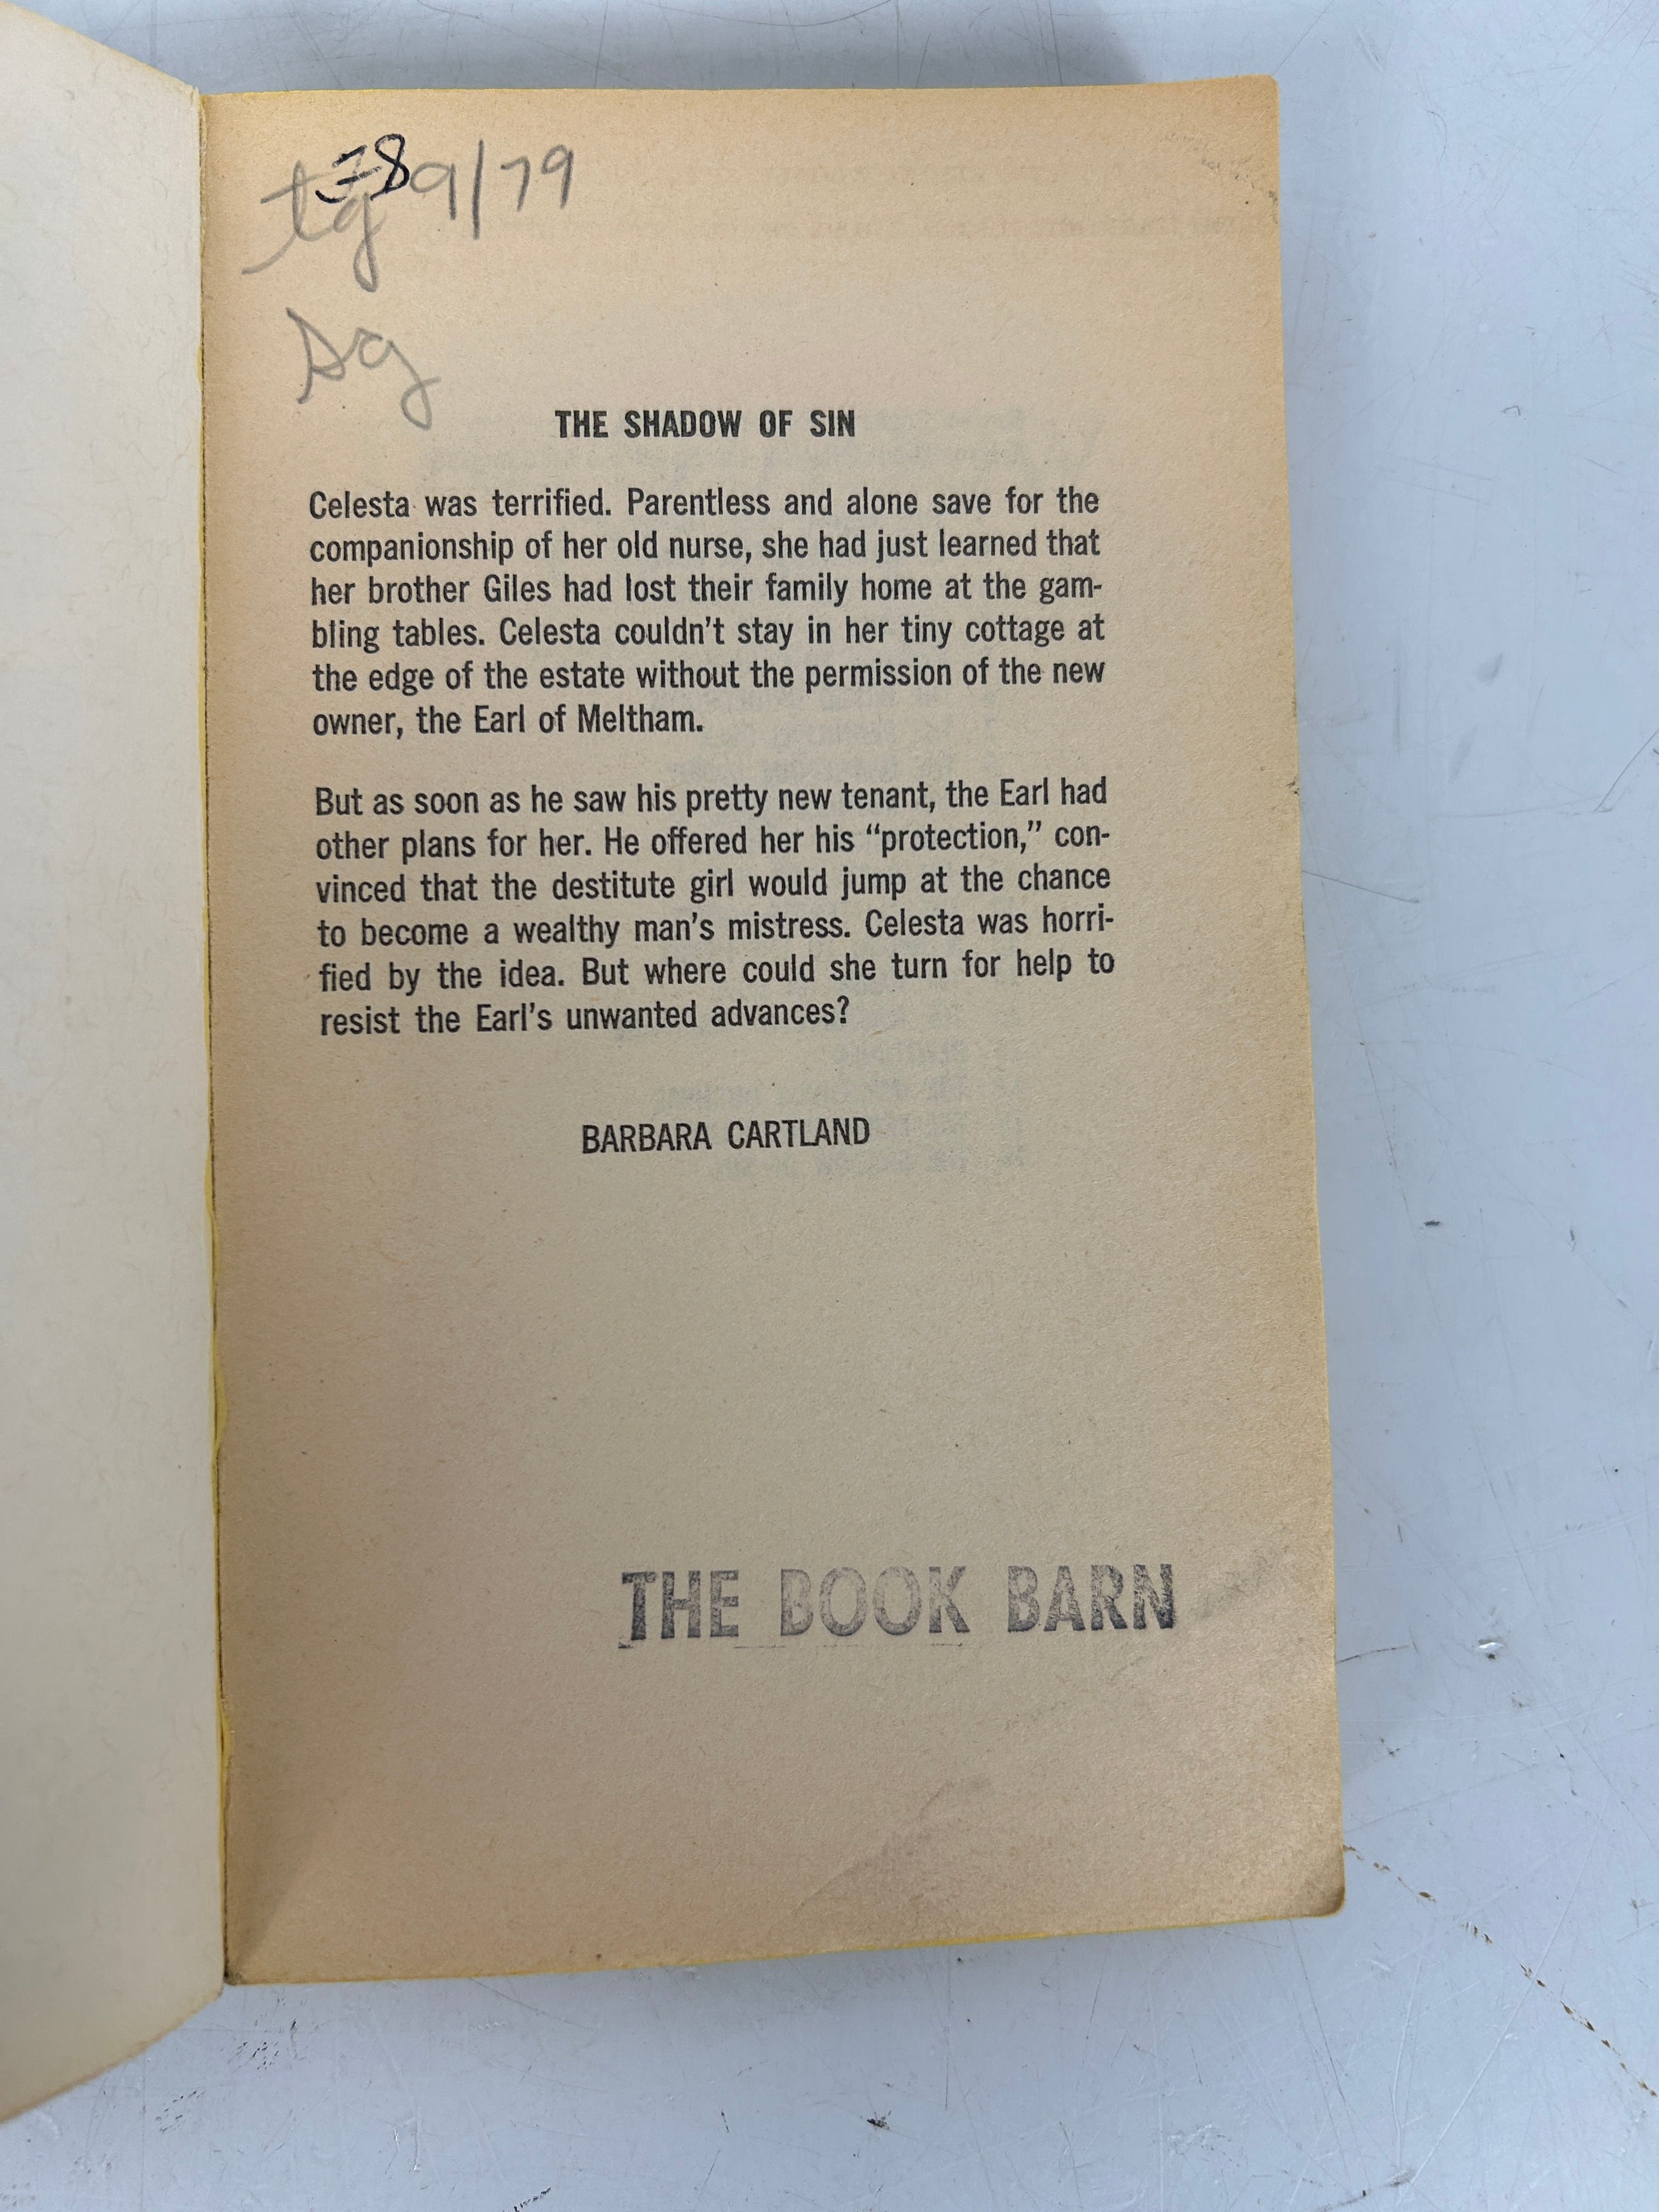 tg 9/79
sg
THE SHADOW OF SIN
Celesta was terrified. Parentless and alone save for the
companionship of her old nurse, she had just learned that
her brother Giles had lost their family home at the gam-
bling tables. Celesta couldn't stay in her tiny cottage at
the edge of the estate without the permission of the new
owner, the Earl of Meltham.
But as soon as he saw his pretty new tenant, the Earl had
other plans for her. He offered her his “protection,” con-
vinced that the destitute girl would jump at the chance
to become a wealthy man's mistress. Celesta was horri-
fied by the idea. But where could she turn for help to
resist the Earl's unwanted advances?
BARBARA CARTLAND
THE BOOK BARN